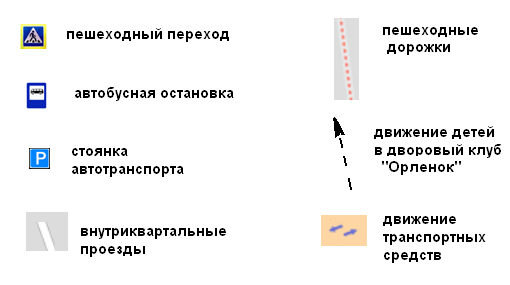 пешеходный переход
автобусная остановка
P
стоянка
автотранспорта
внутриквартальные
проезды
пешеходные
дорожки
движение детей
в дворовый клуб
"Орленок"
движение
транспортных
средств